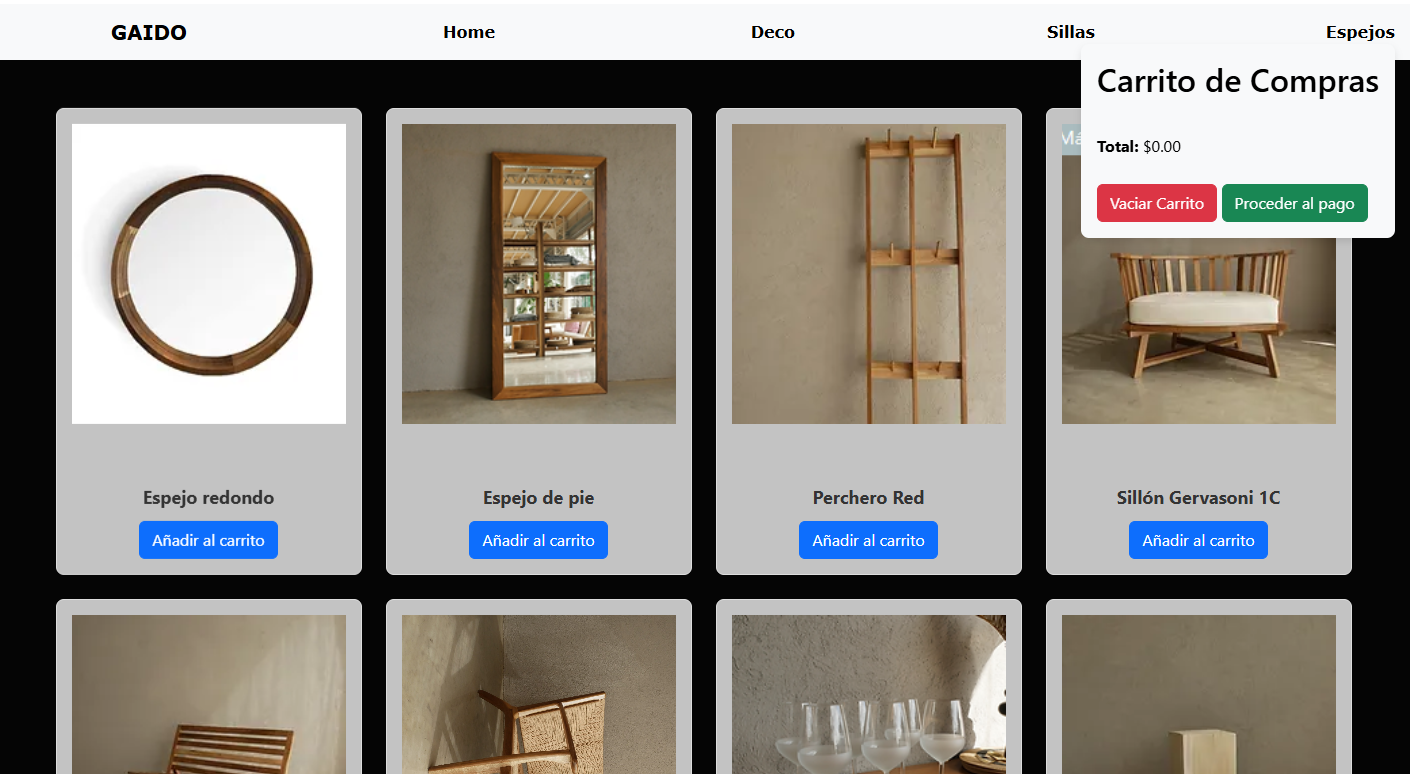 GAIDO Home Deco Sillas Espejos
Carrito de Compras
Total: $0.00
Vaciar Carrito Proceder al pago
Espejo redondo
Añadir al carrito
Espejo de pie
Añadir al carrito
Perchero Red
Añadir al carrito
Sillón Gervasoni 1C
Añadir al carrito